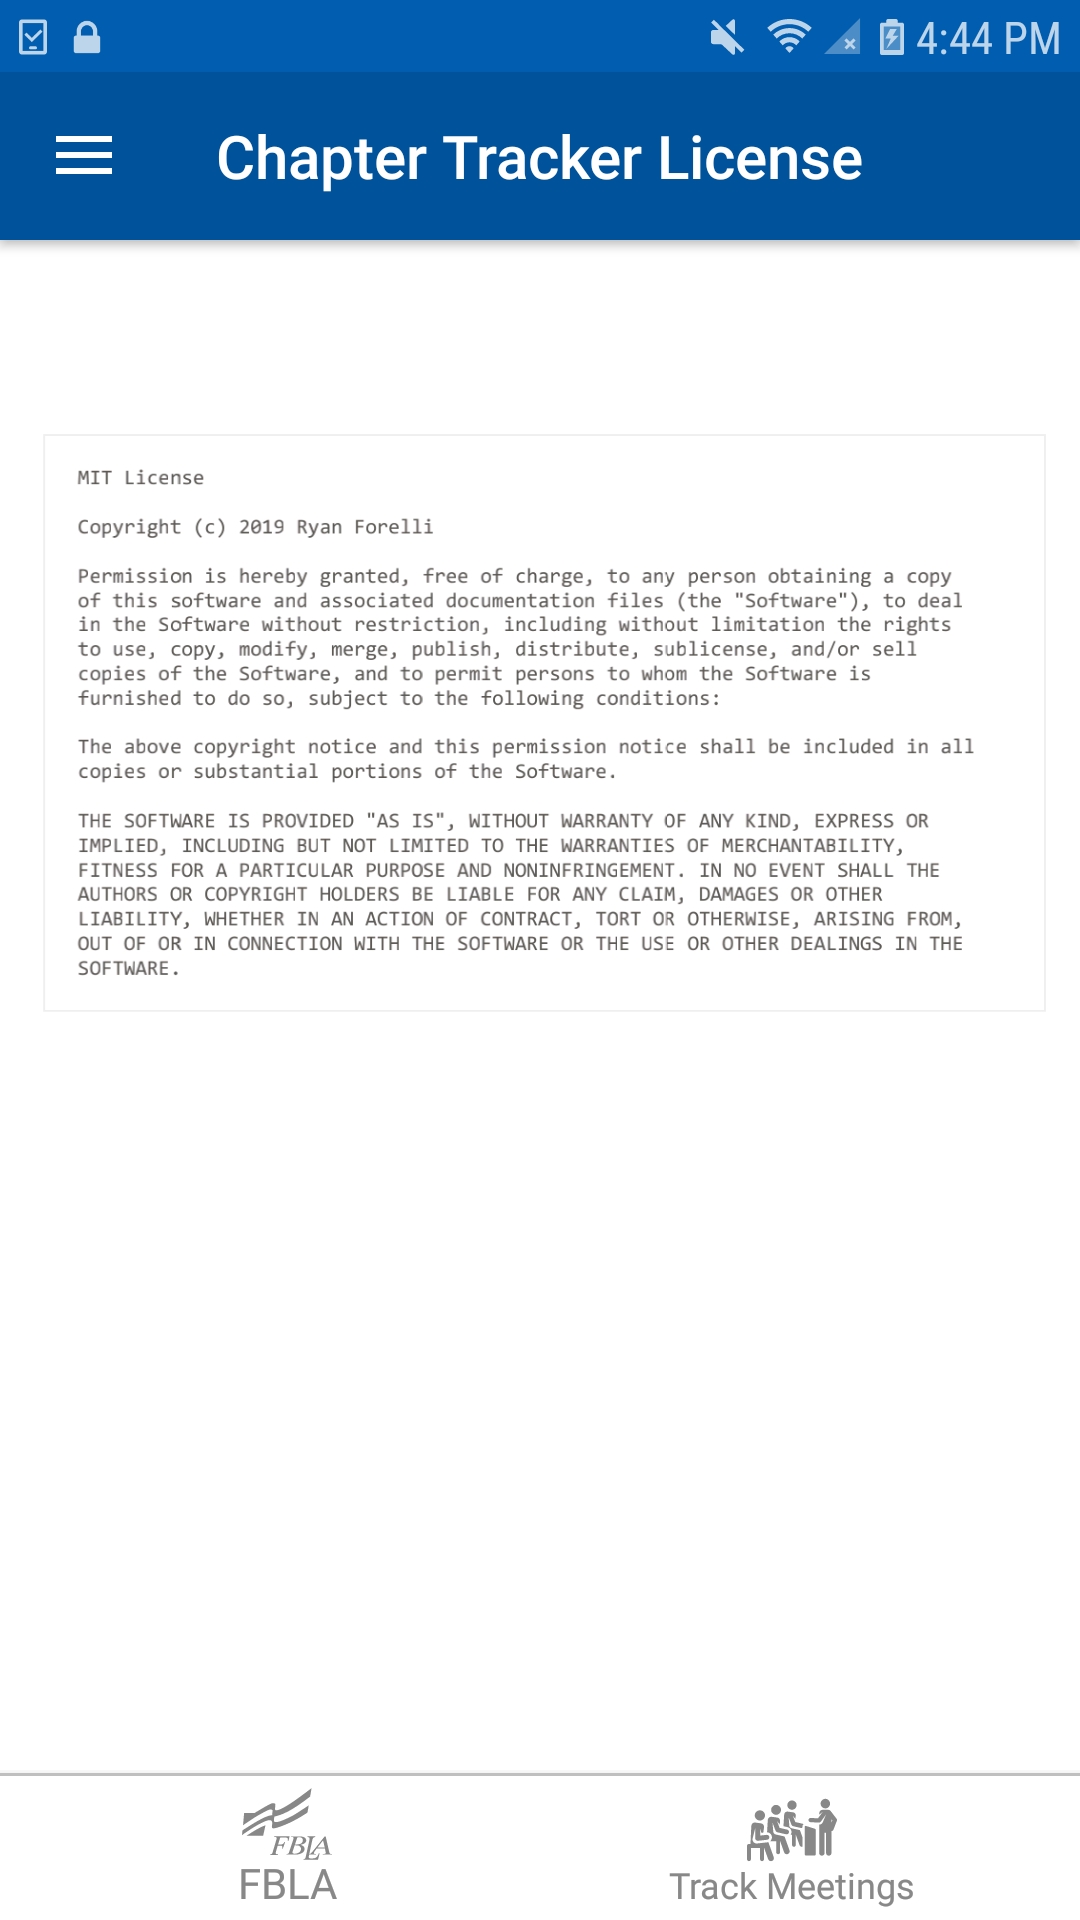 4:44 PM
Chapter Tracker License
MIT License
Copyright (c) 2019 Ryan Forelli
Permission is hereby granted, free of charge, to any person obtaining a copy
of this software and associated documentation files (the "Software"), to deal
in the Software without restriction, including without limitation the rights
to use, copy, modify, merge, publish, distribute, sublicense, and/or sell
copies of the Software, and to permit persons to whom the Software is
furnished to do so, subject to the following conditions:
The above copyright notice and this permission notice shall be included in all
copies or substantial portions of the Software.
THE SOFTWARE IS PROVIDED "AS IS", WITHOUT WARRANTY OF ANY KIND, EXPRESS OR
IMPLIED, INCLUDING BUT NOT LIMITED TO THE WARRANTIES OF MERCHANTABILITY,
FITNESS FOR A PARTICULAR PURPOSE AND NONINFRINGEMENT. IN NO EVENT SHALL THE
AUTHORS OR COPYRIGHT HOLDERS BE LIABLE FOR ANY CLAIM, DAMAGES OR OTHER
LIABILITY, WHETHER IN AN ACTION OF CONTRACT, TORT OR OTHERWISE, ARISING FROM,
OUT OF OR IN CONNECTION WITH THE SOFTWARE OR THE USE OR OTHER DEALINGS IN THE
SOFTWARE.
FBLA
FBLA
Track Meetings